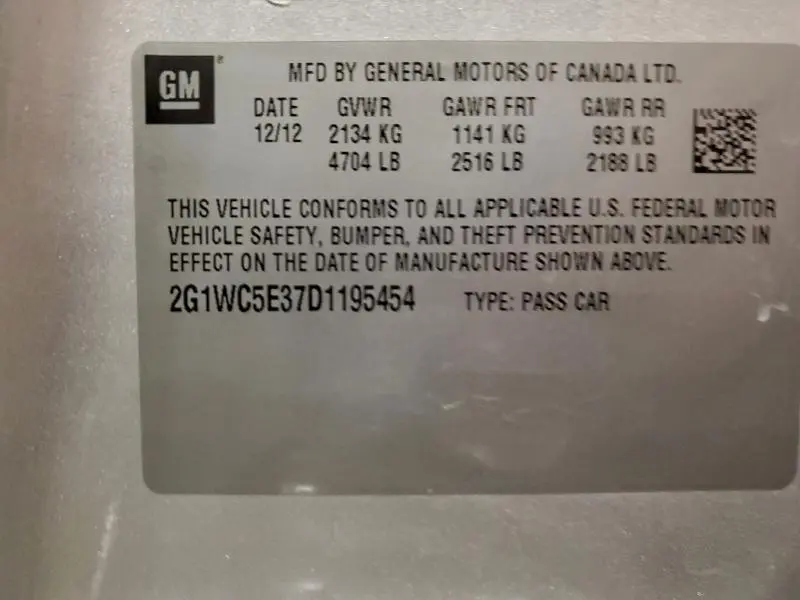 GM
MFD BY GENERAL MOTORS OF CANADA LTD.
DATE GVWR GAWR FRT GAWR RR
12/12 2134 KG 1141 KG 993 KG
4704 LB 2516 LB 2188 LB
THIS VEHICLE CONFORMS TO ALL APPLICABLE U.S. FEDERAL MOTOR
VEHICLE SAFETY, BUMPER, AND THEFT PREVENTION STANDARDS IN
EFFECT ON THE DATE OF MANUFACTURE SHOWN ABOVE.
2G1WC5E37D1195454 TYPE: PASS CAR